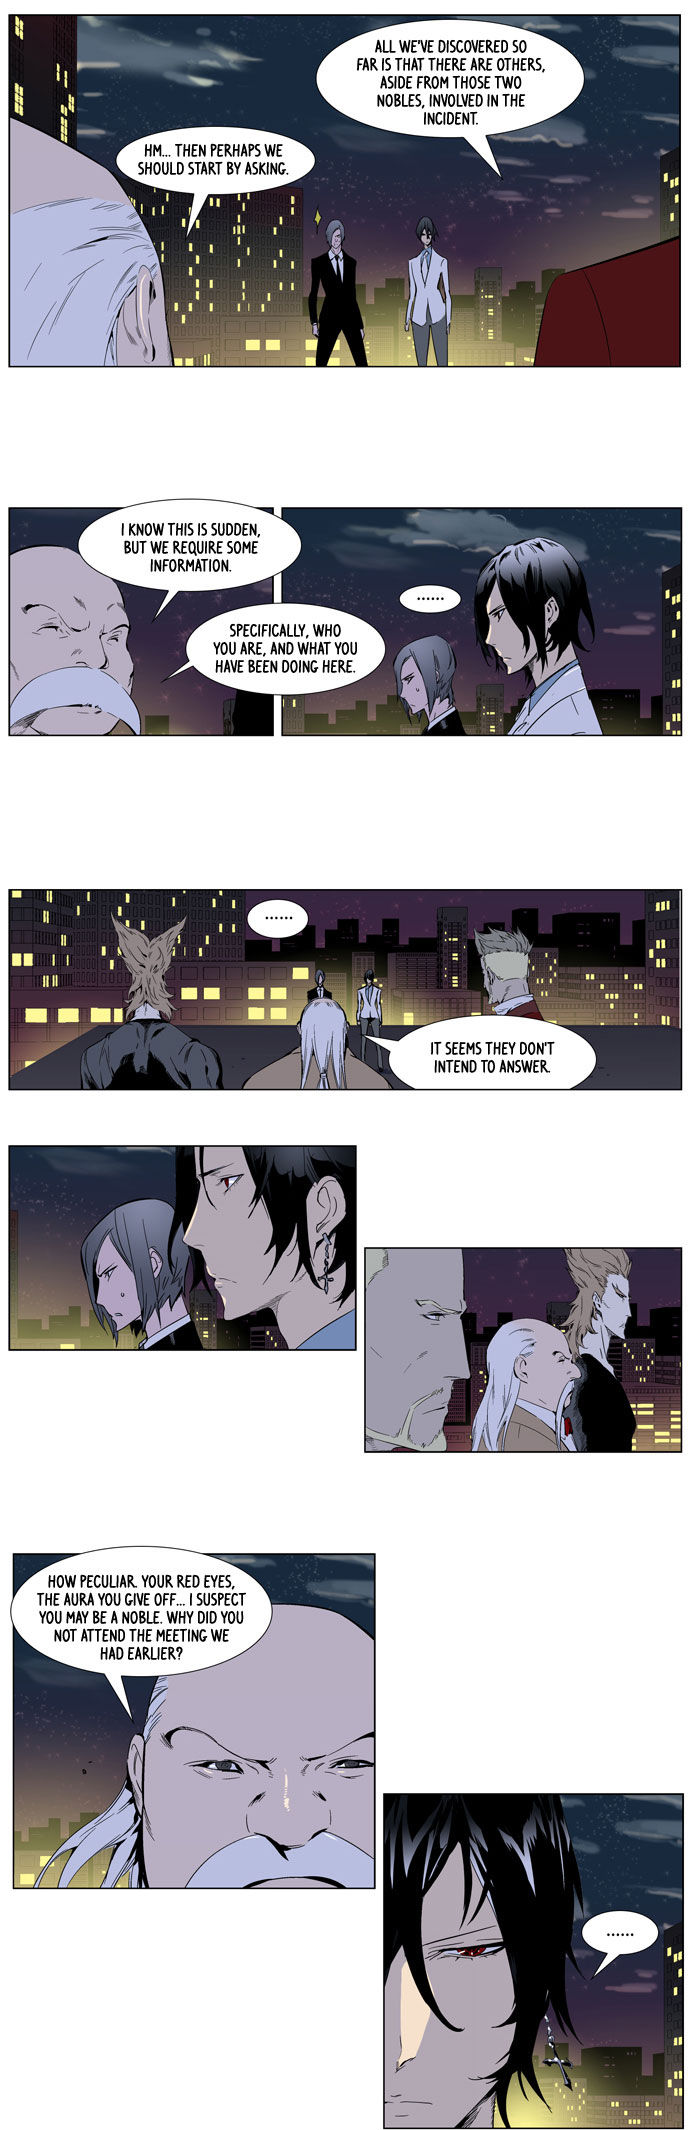 ALL WE'VE DISCOVERED SO
FAR IS THAT THERE ARE OTHERS,
ASIDE FROM THOSE TWO
NOBLES, INVOLVED IN THE
INCIDENT.
HM... THEN PERHAPS WE
SHOULD START BY ASKING.
I KNOW THIS IS SUDDEN,
BUT WE REQUIRE SOME
INFORMATION.
SPECIFICALLY, WHO
YOU ARE, AND WHAT YOU
HAVE BEEN DOING HERE.
......
......
IT SEEMS THEY DON'T
INTEND TO ANSWER.
HOW PECULIAR. YOUR RED EYES,
THE AURA YOU GIVE OFF... I SUSPECT
YOU MAY BE A NOBLE. WHY DID YOU
NOT ATTEND THE MEETING WE
HAD EARLIER?
......